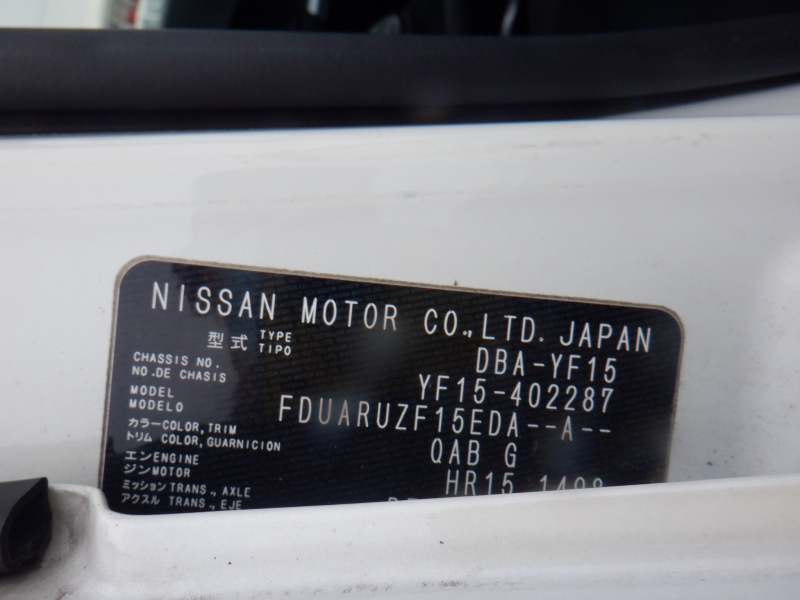 NISSAN MOTOR CO.,LTD. JAPAN
型式 TYPE TIPO DBA-YF15
CHASSIS NO. NO.DE CHASIS YF15-402287
MODEL MODELO FDUARUZF15EDA--A--
カラーCOLOR,TRIM トリム COLOR,GUARNICION QAB G
エンENGINE ジンMOTOR HR15
ミッション TRANS., AXLE
アクスル TRANS., EJE